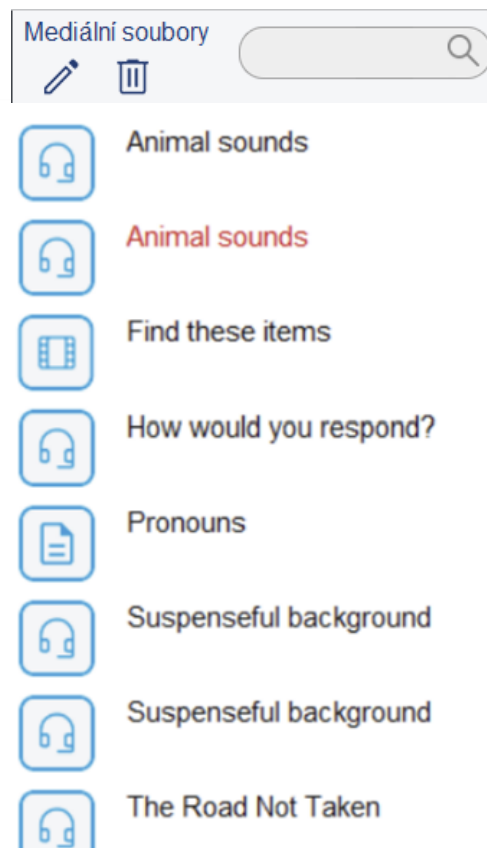 Mediální soubory
Animal sounds
Animal sounds
Find these items
How would you respond?
Pronouns
Suspenseful background
Suspenseful background
The Road Not Taken